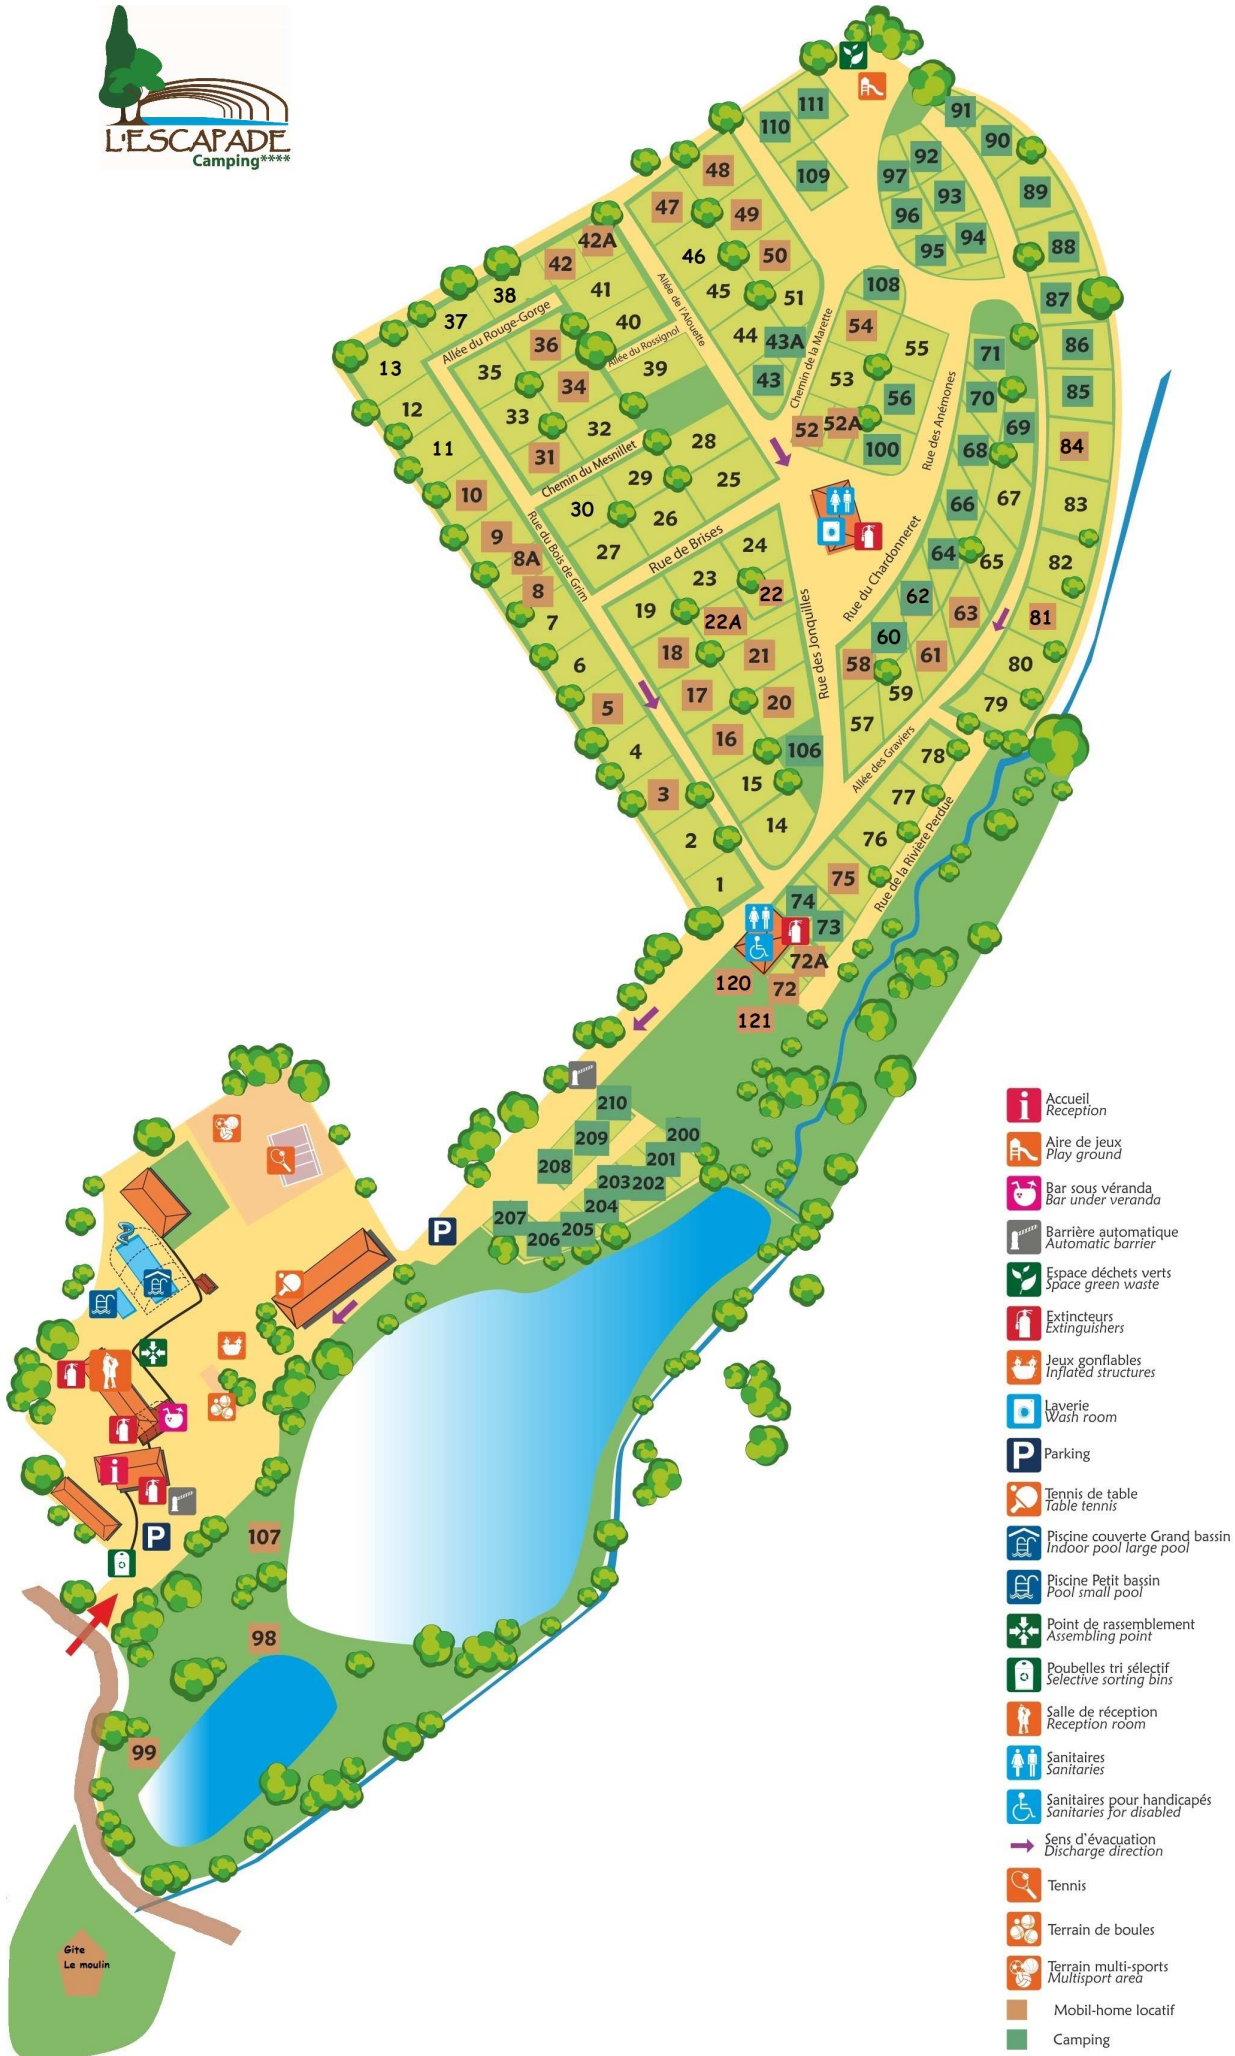 L'ESCAPADE
Camping****
111
110
109
91
90
92
97
93
89
96
94
95
88
87
108
48
47
49
46
50
45
51
44
43A
43
42A
42
41
38
40
37
Allée du Rouge-Gorge
Allée du Rossignol
Allée de l'Alouette
Chemin de la Marette
36
35
39
34
33
32
31
13
12
11
10
9
8A
8
7
6
5
4
3
2
1
54
55
53
56
52
52A
100
Rue des Anémones
71
70
69
68
67
66
65
64
63
62
61
60
58
59
57
86
85
84
83
82
81
80
79
Chemin du Mesnillet
28
29
25
30
26
27
Rue de Brises
Rue du Bois de Grim
Rue du Chardonneret
Rue des Jonquilles
24
23
22
19
22A
18
21
17
20
16
106
15
14
Allée des Graviers
Rue de la Rivière Perdue
78
77
76
75
74
73
72A
72
120
121
210
209
208
200
201
203
202
204
205
206
207
P
P
107
98
99
Gite
Le moulin
Accueil
Reception
Aire de jeux
Play ground
Bar sous véranda
Bar under veranda
Barrière automatique
Automatic barrier
Espace déchets verts
Space green waste
Extincteurs
Extinguishers
Jeux gonflables
Inflated structures
Laverie
Wash room
P
Parking
Tennis de table
Table tennis
Piscine couverte Grand bassin
Indoor pool large pool
Piscine Petit bassin
Pool small pool
Point de rassemblement
Assembling point
Poubelles tri sélectif
Selective sorting bins
Salle de réception
Reception room
Sanitaires
Sanitaries
Sanitaires pour handicapés
Sanitaries for disabled
Sens d'évacuation
Discharge direction
Tennis
Terrain de boules
Terrain multi-sports
Multisport area
Mobil-home locatif
Camping